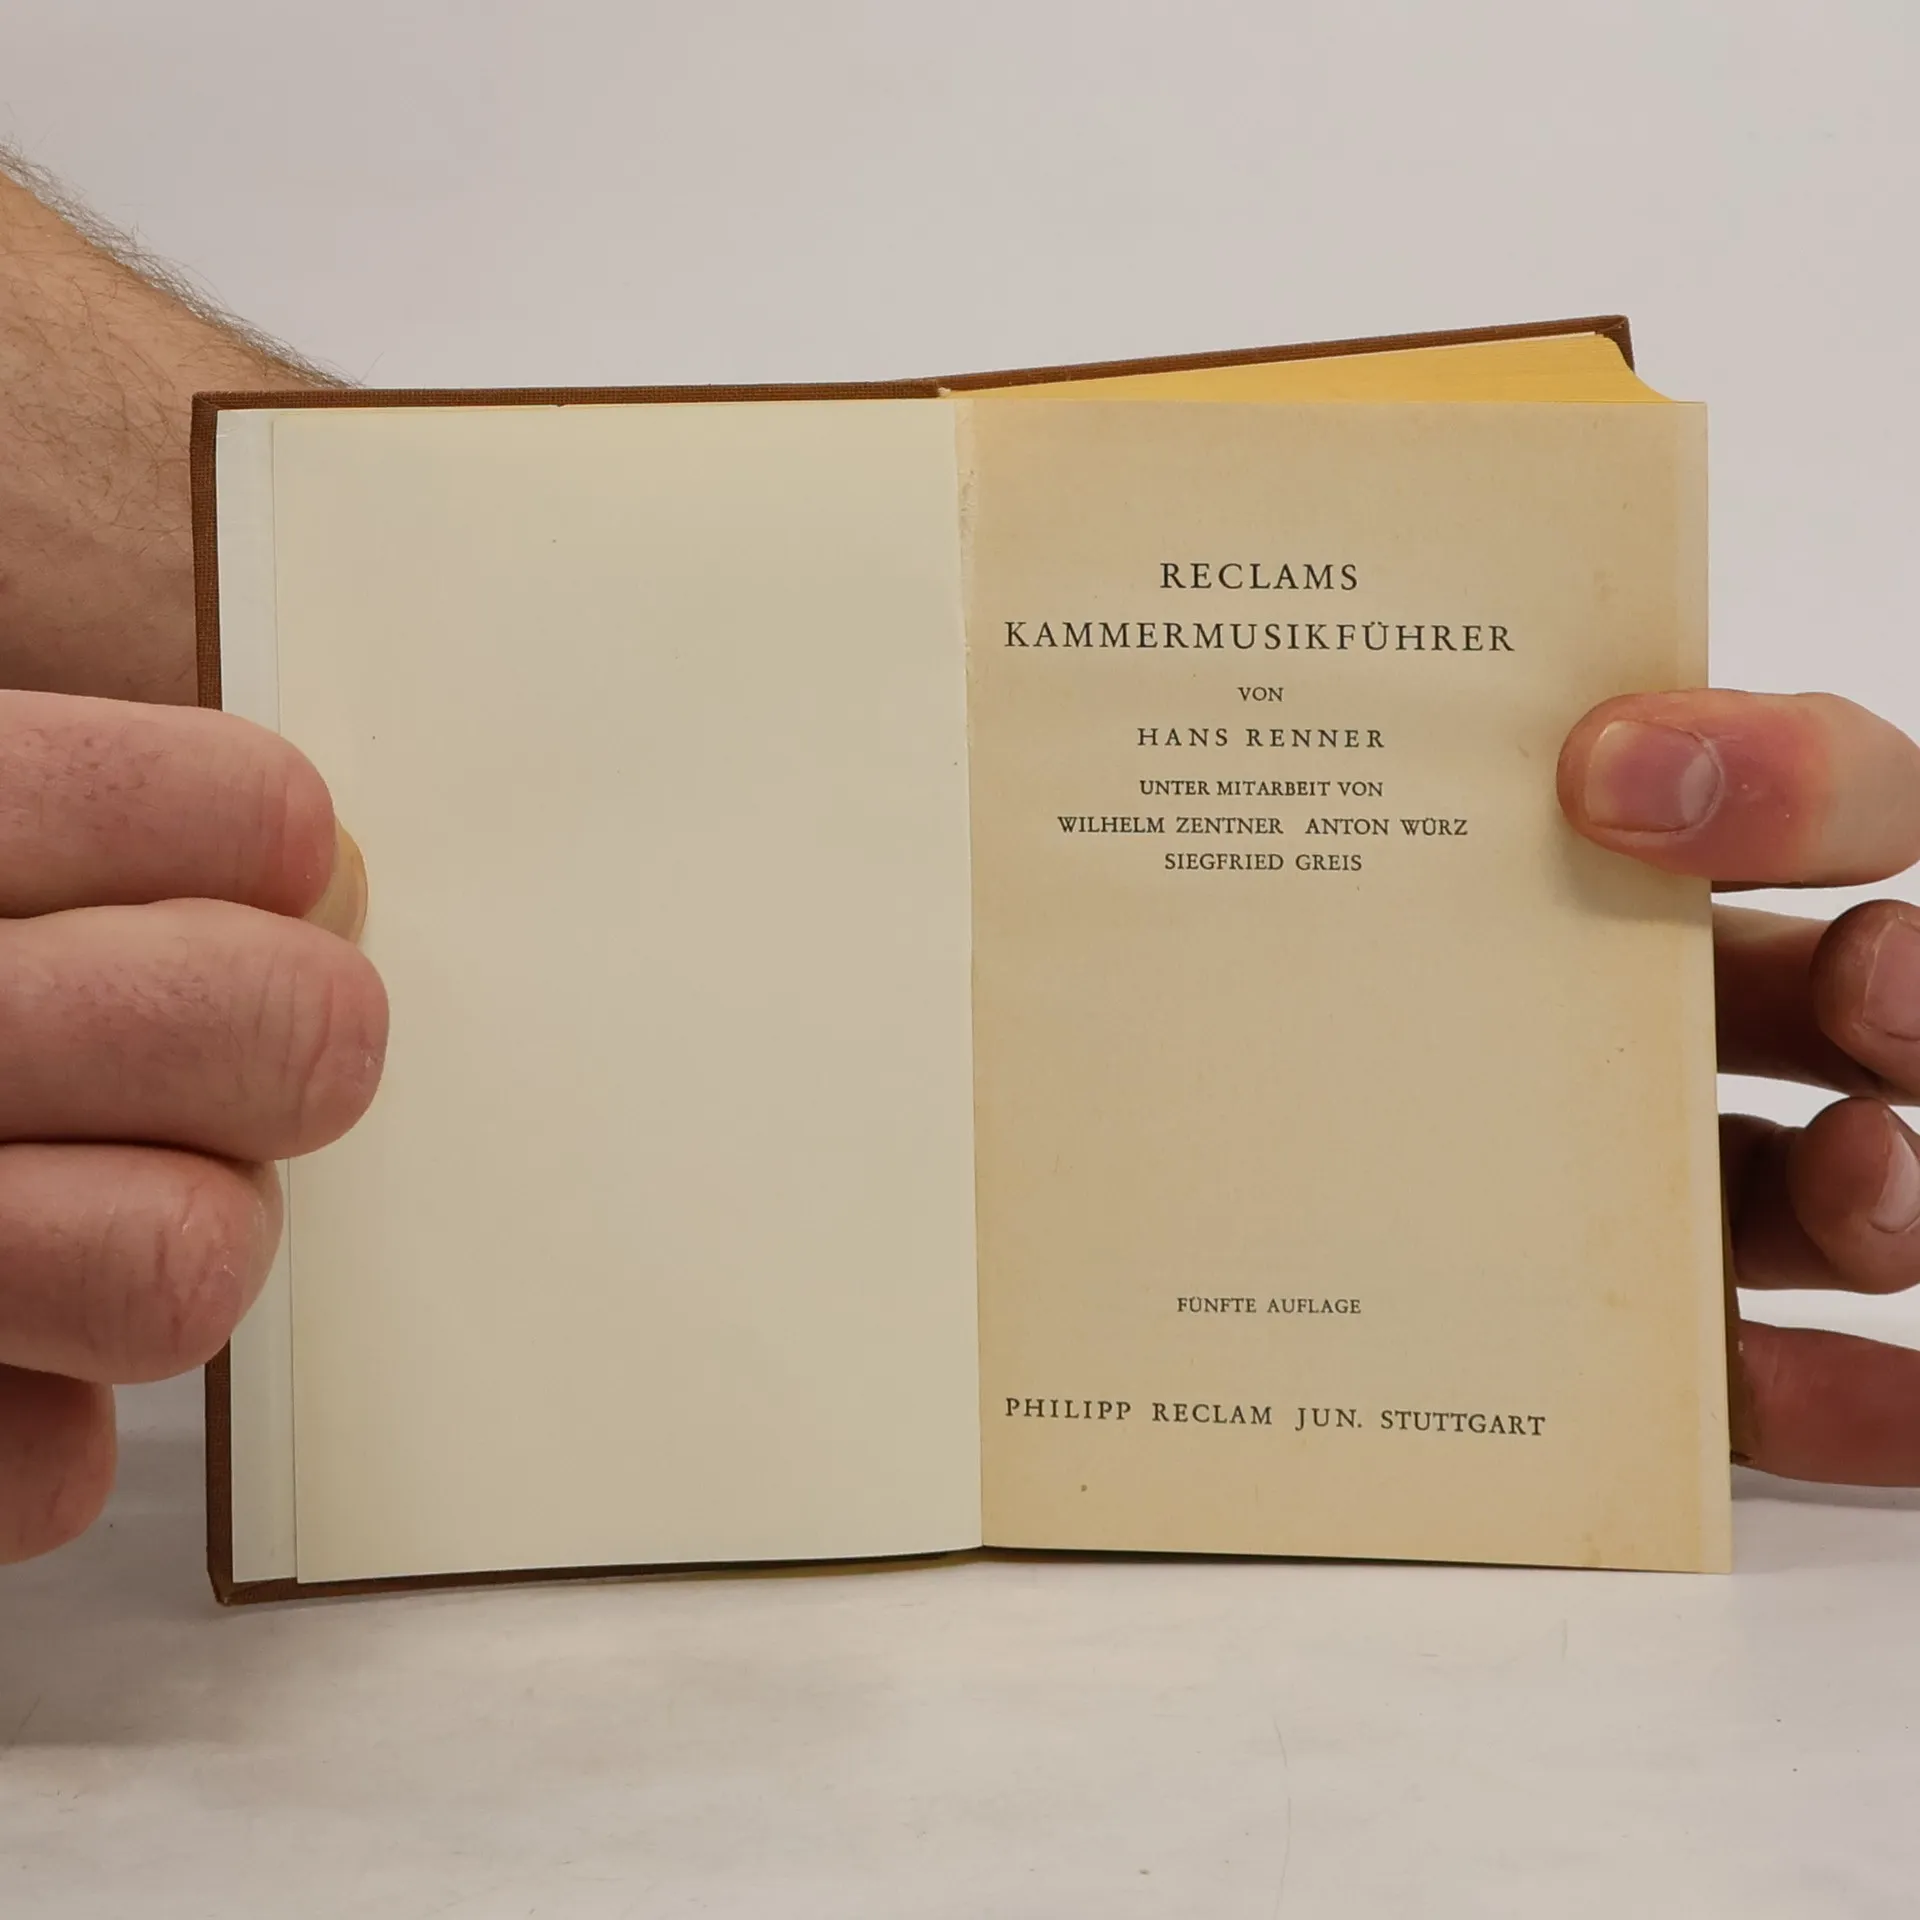 RECLAMS
KAMMERMUSIKFÜHRER
VON
HANS RENNER
UNTER MITARBEIT VON
WILHELM ZENTNER ANTON WÜRZ
SIEGFRIED GREIS
FÜNFTE AUFLAGE
PHILIPP RECLAM JUN. STUTTGART